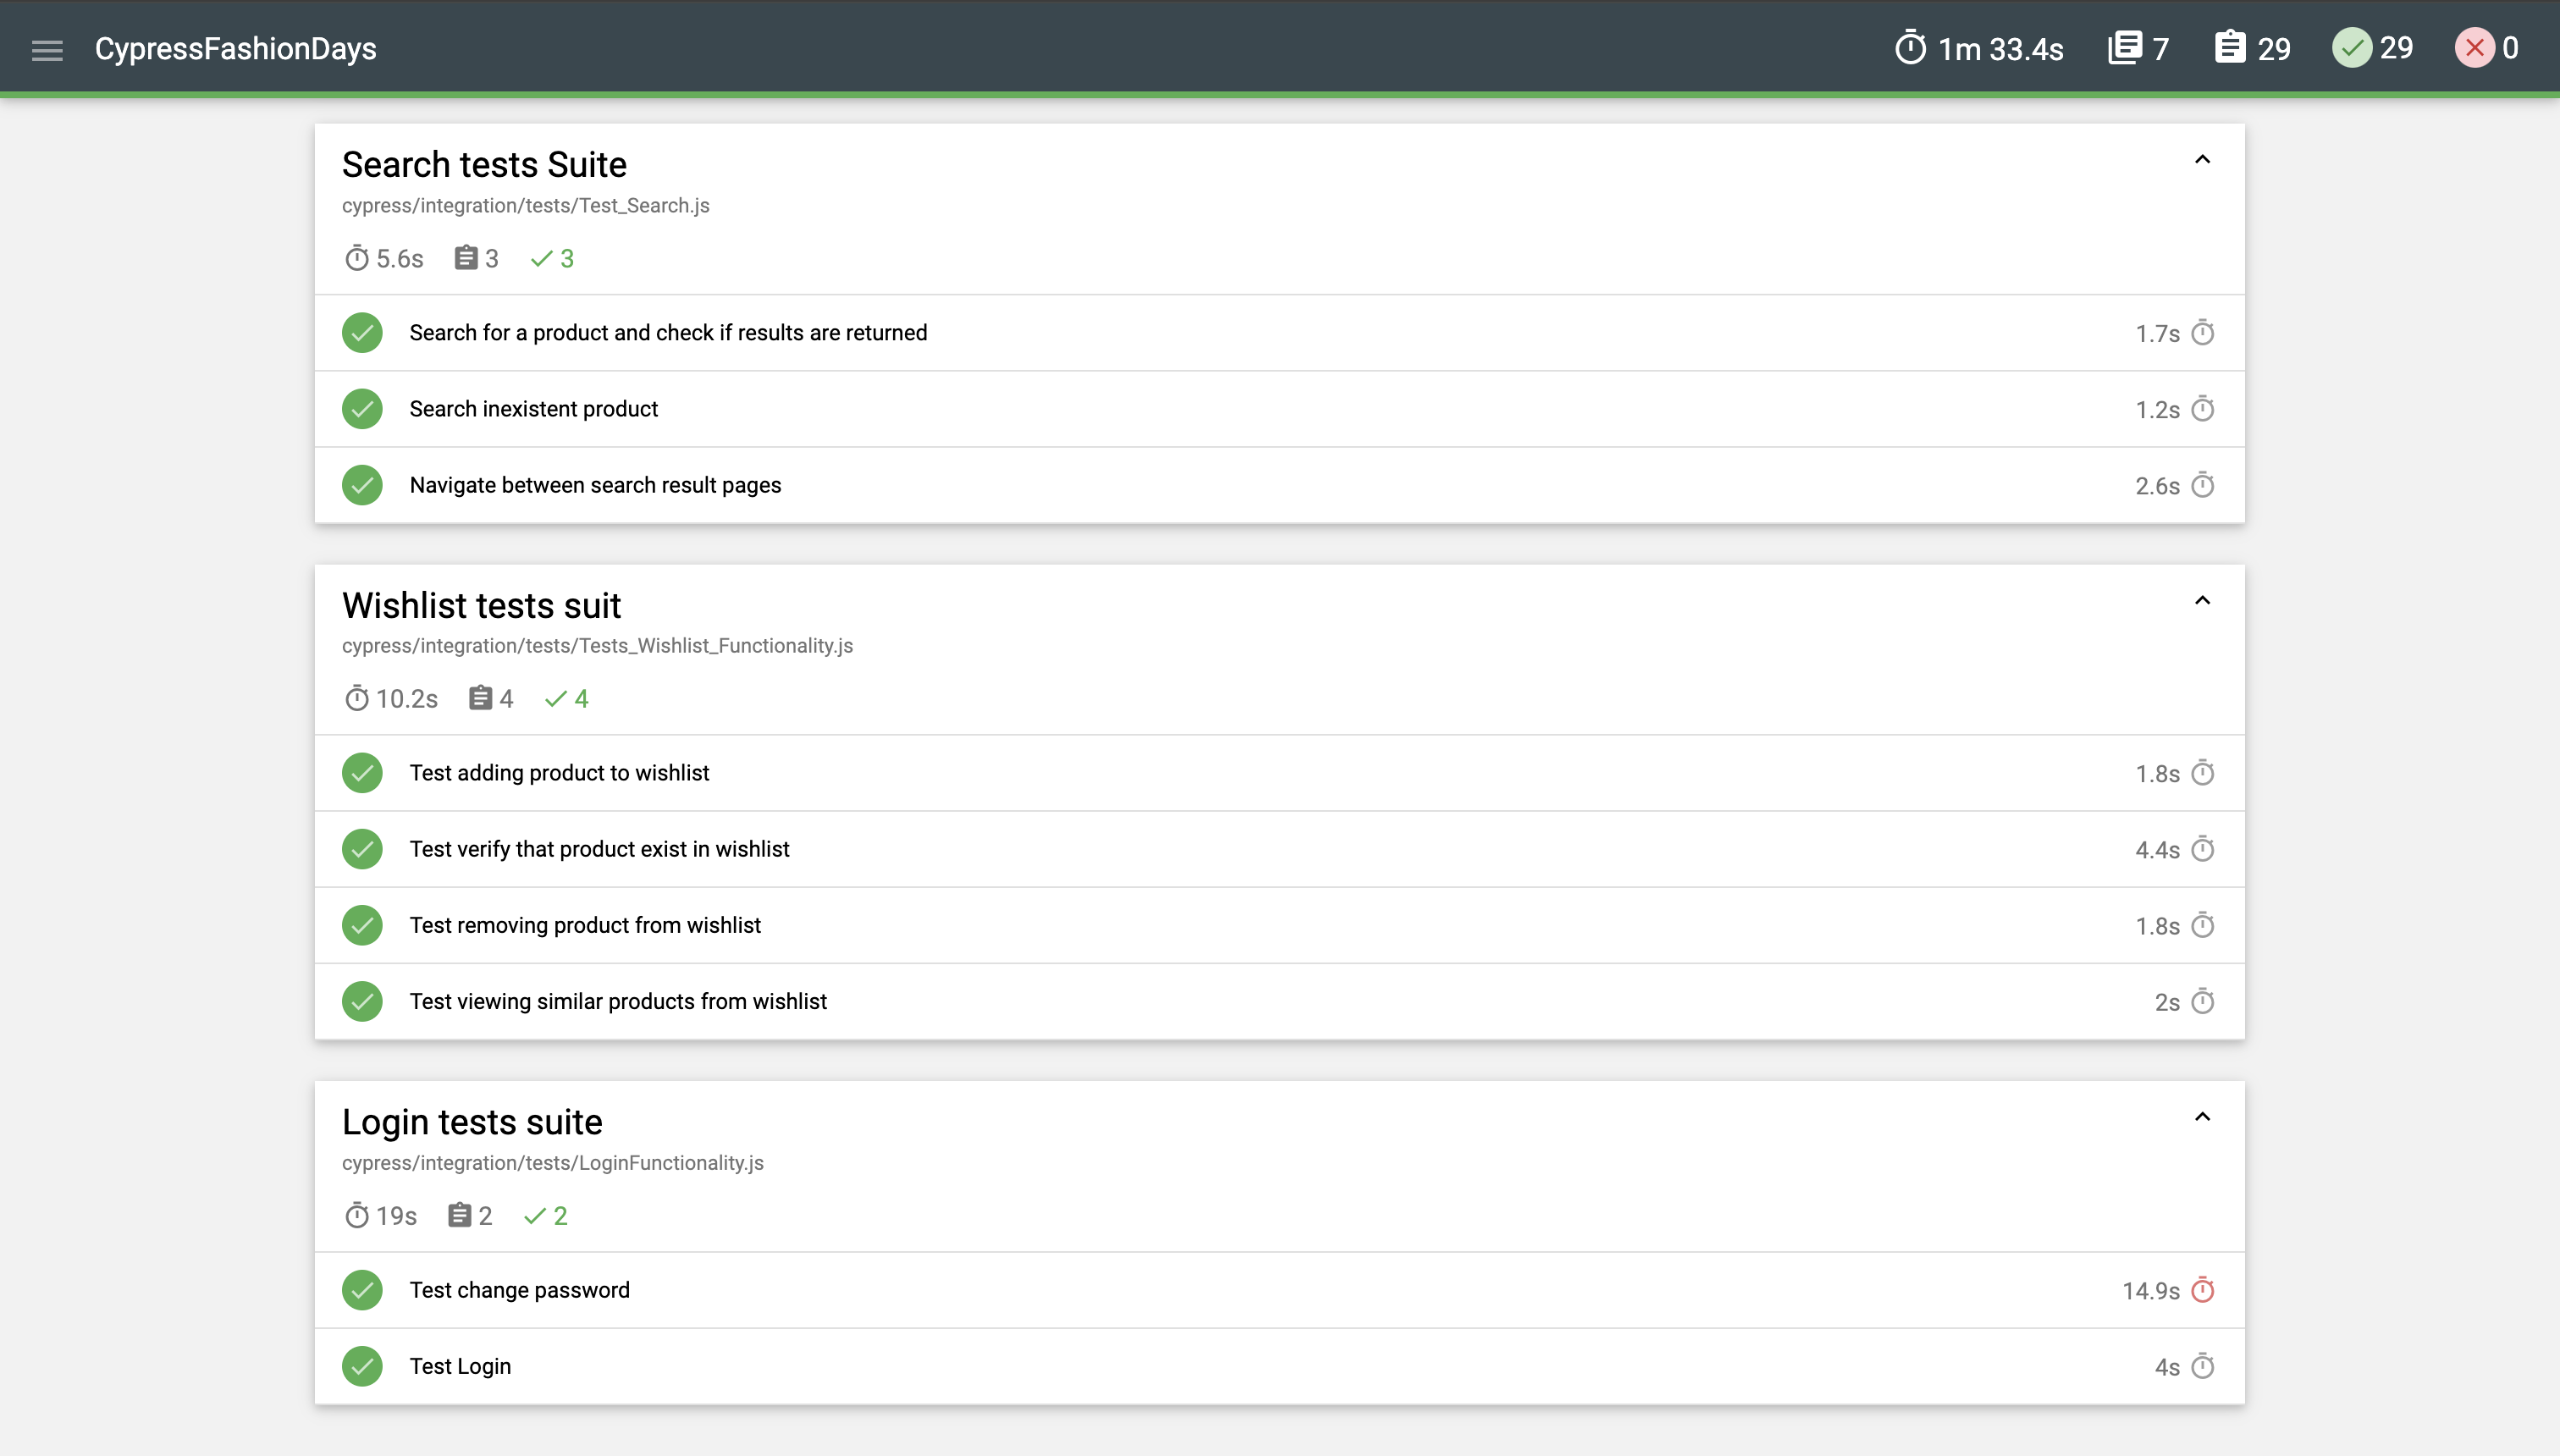 CypressFashionDays 1m 33.4s 7 29 29 0
Search tests Suite
cypress/integration/tests/Test_Search.js
5.6s 3 3
Search for a product and check if results are returned 1.7s
Search inexistent product 1.2s
Navigate between search result pages 2.6s
Wishlist tests suit
cypress/integration/tests/Tests_Wishlist_Functionality.js
10.2s 4 4
Test adding product to wishlist 1.8s
Test verify that product exist in wishlist 4.4s
Test removing product from wishlist 1.8s
Test viewing similar products from wishlist 2s
Login tests suite
cypress/integration/tests/LoginFunctionality.js
19s 2 2
Test change password 14.9s
Test Login 4s